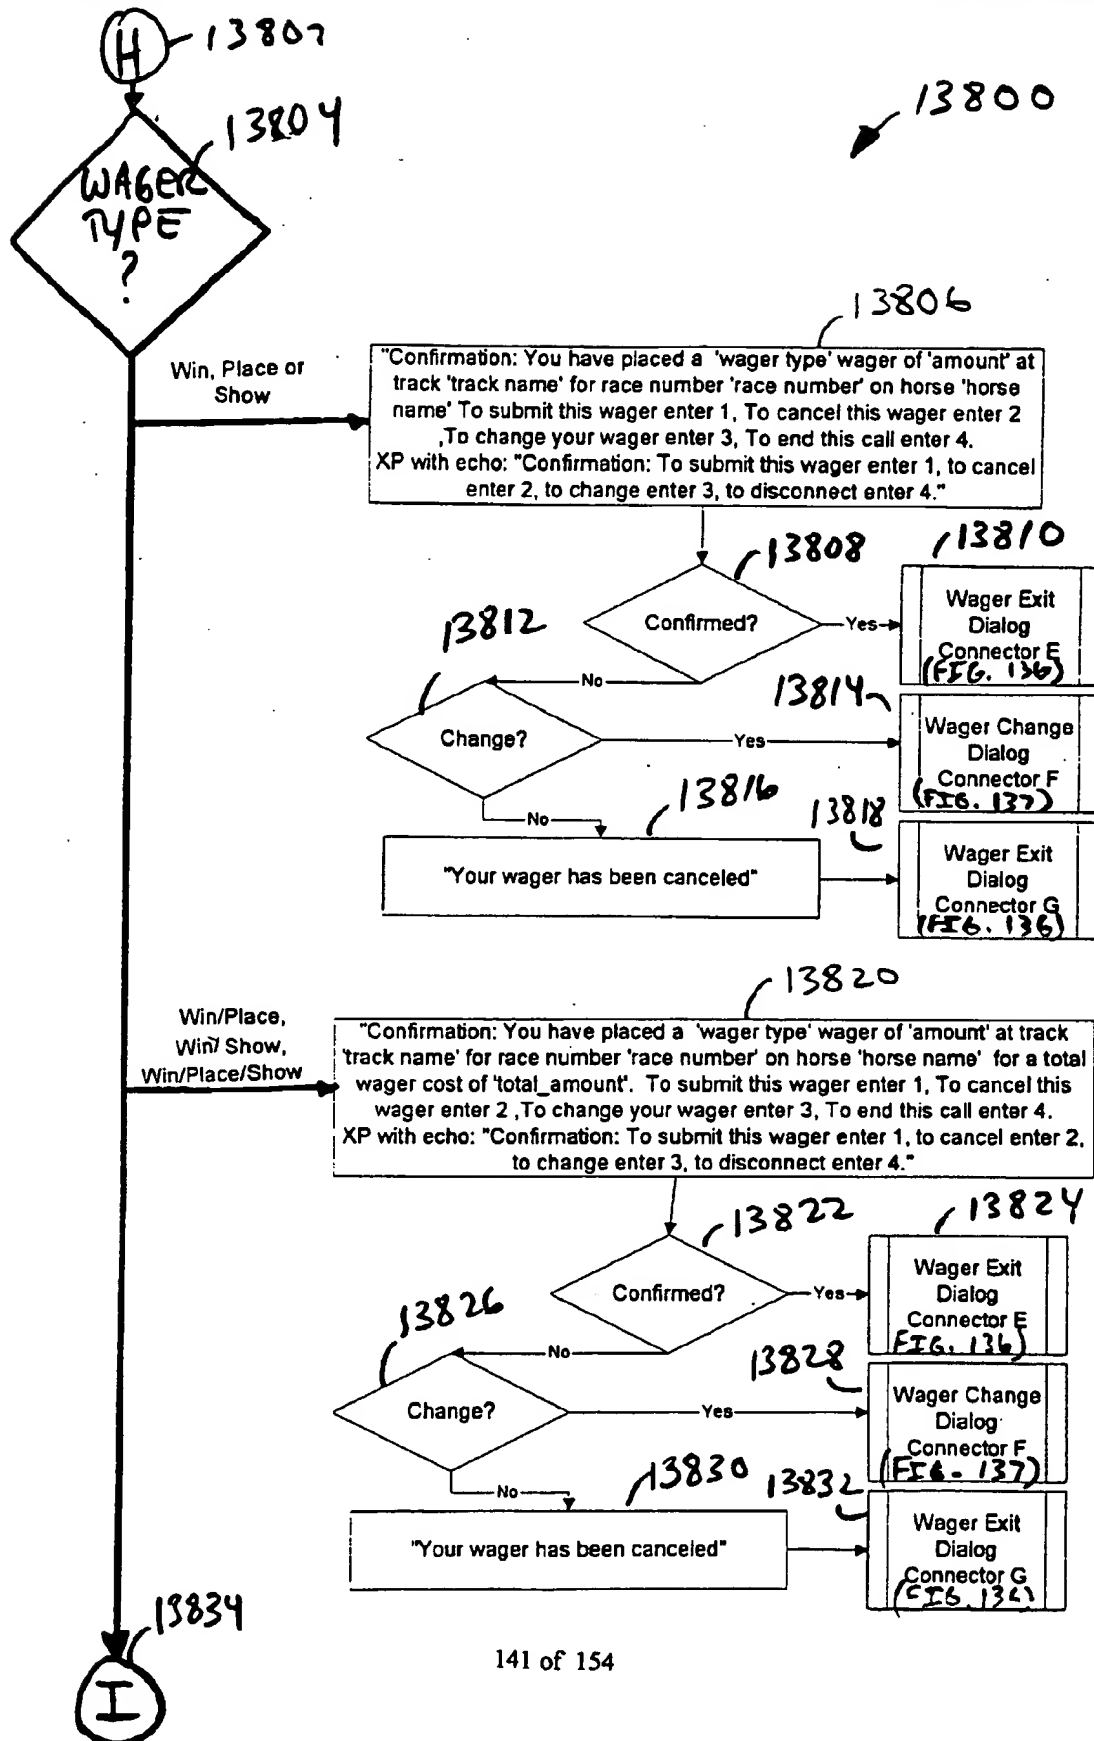 H
13802
13800
13804
WAGER
TYPE
?
13806
Win, Place or
Show
"Confirmation: You have placed a 'wager type' wager of 'amount' at
track 'track name' for race number 'race number' on horse 'horse
name' To submit this wager enter 1, To cancel this wager enter 2
,To change your wager enter 3, To end this call enter 4.
XP with echo: "Confirmation: To submit this wager enter 1, to cancel
enter 2, to change enter 3, to disconnect enter 4."
13808
13810
Confirmed?
Yes
Wager Exit
Dialog
Connector E
(FIG. 136)
13812
No
13814
Change?
Yes
Wager Change
Dialog
Connector F
(FIG. 137)
13816
No
13818
"Your wager has been canceled"
Wager Exit
Dialog
Connector G
(FIG. 136)
13820
Win/Place,
Win/ Show,
Win/Place/Show
"Confirmation: You have placed a 'wager type' wager of 'amount' at track
'track name' for race number 'race number' on horse 'horse name' for a total
wager cost of 'total_amount'. To submit this wager enter 1, To cancel this
wager enter 2 ,To change your wager enter 3, To end this call enter 4.
XP with echo: "Confirmation: To submit this wager enter 1, to cancel enter 2,
to change enter 3, to disconnect enter 4."
13822
13824
Confirmed?
Yes
Wager Exit
Dialog
Connector E
FIG. 136)
13826
No
13828
Change?
Yes
Wager Change
Dialog
Connector F
(FIG. 137)
13830
No
13832
"Your wager has been canceled"
Wager Exit
Dialog
Connector G
(FIG. 136)
13834
I
141 of 154